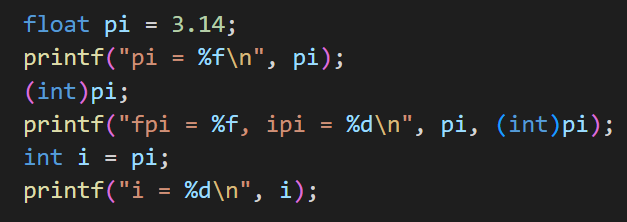 float pi = 3.14;
printf("pi = %f\n", pi);
(int)pi;
printf("fpi = %f, ipi = %d\n", pi, (int)pi);
int i = pi;
printf("i = %d\n", i);